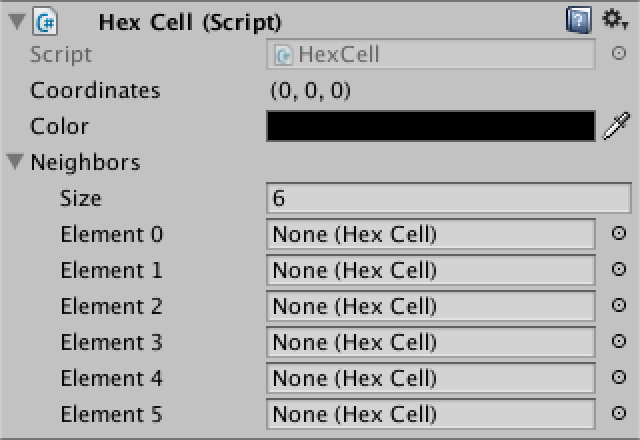 C# Hex Cell (Script) ?
Script C# HexCell
Coordinates (0, 0, 0)
Color
Neighbors
Size 6
Element 0 None (Hex Cell)
Element 1 None (Hex Cell)
Element 2 None (Hex Cell)
Element 3 None (Hex Cell)
Element 4 None (Hex Cell)
Element 5 None (Hex Cell)